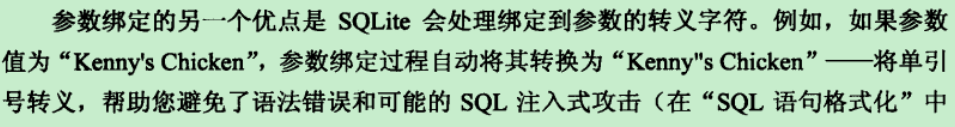 参数绑定的另一个优点是 SQLite 会处理绑定到参数的转义字符。例如，如果参数
值为“Kenny's Chicken”，参数绑定过程自动将其转换为“Kenny''s Chicken”——将单引
号转义，帮助您避免了语法错误和可能的 SQL 注入式攻击（在“SQL 语句格式化”中